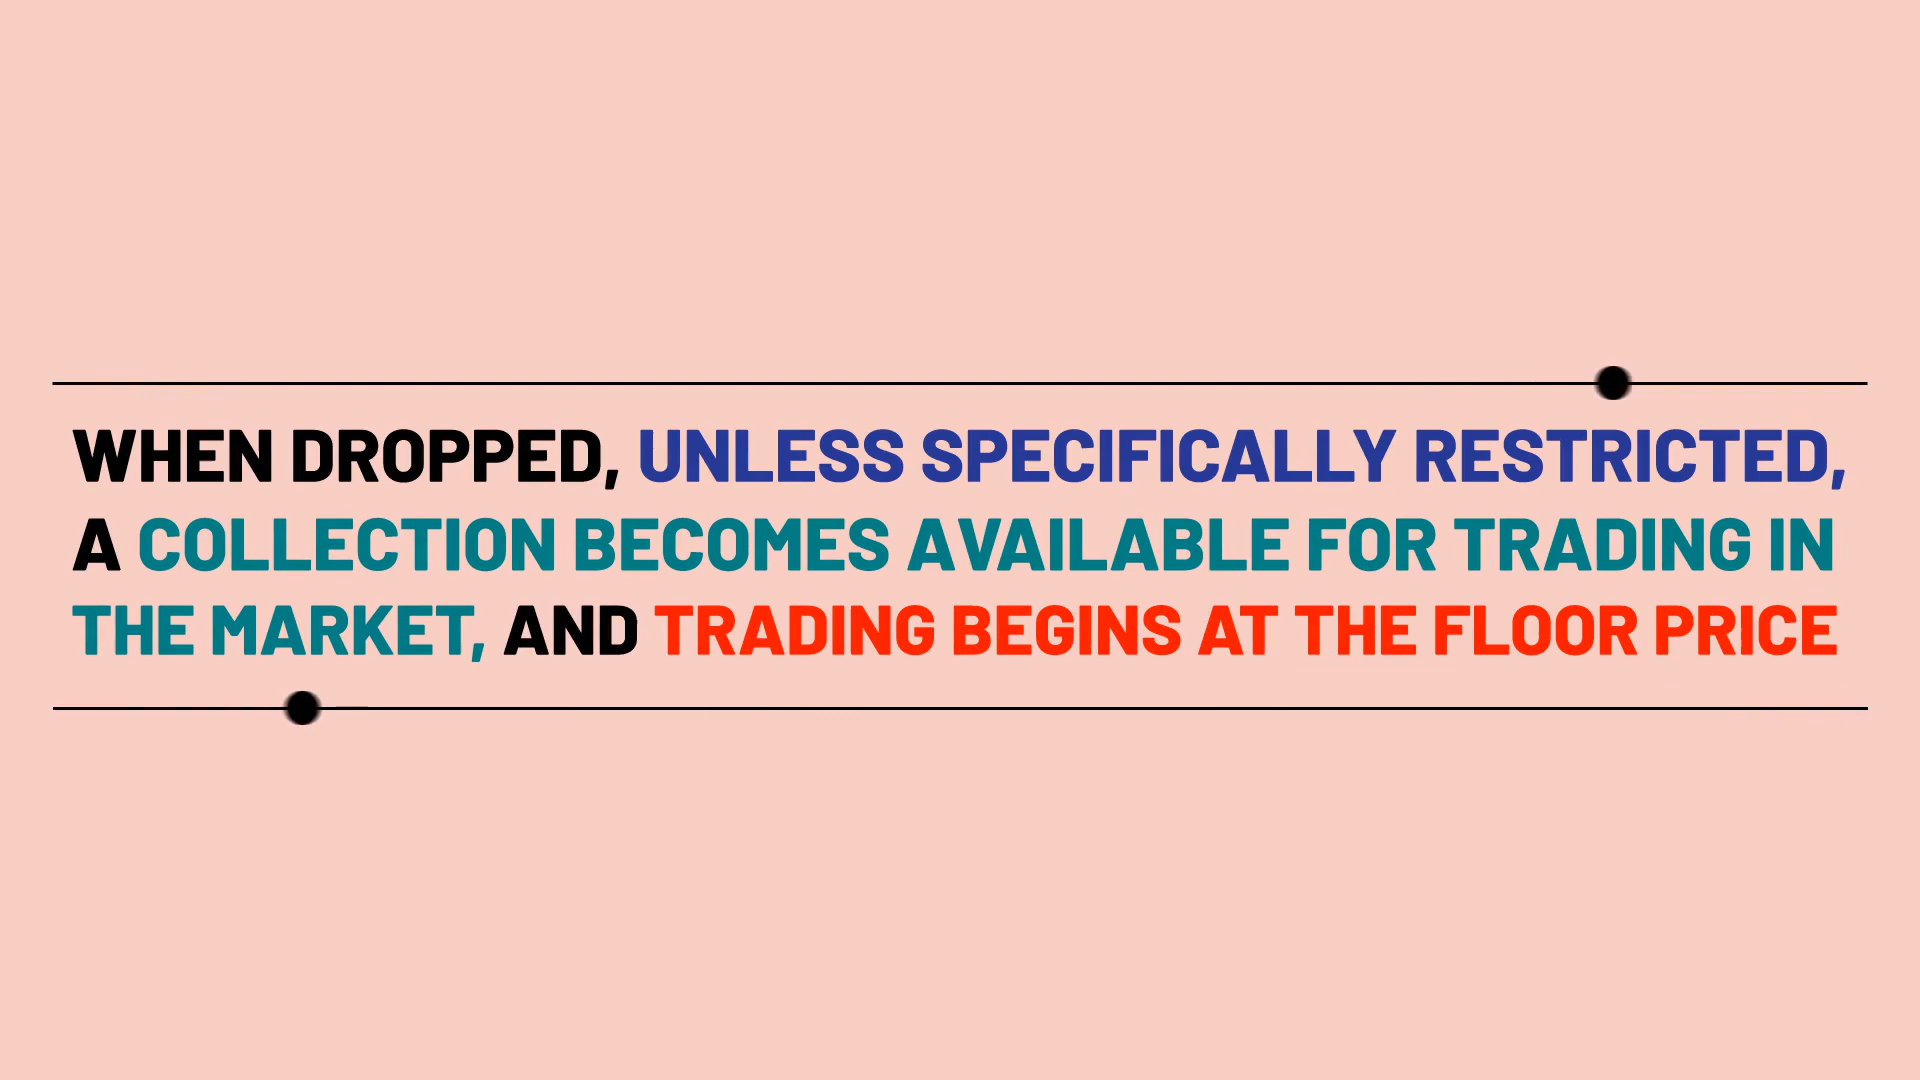 WHEN DROPPED, UNLESS SPECIFICALLY RESTRICTED,
A COLLECTION BECOMES AVAILABLE FOR TRADING IN
THE MARKET, AND TRADING BEGINS AT THE FLOOR PRICE